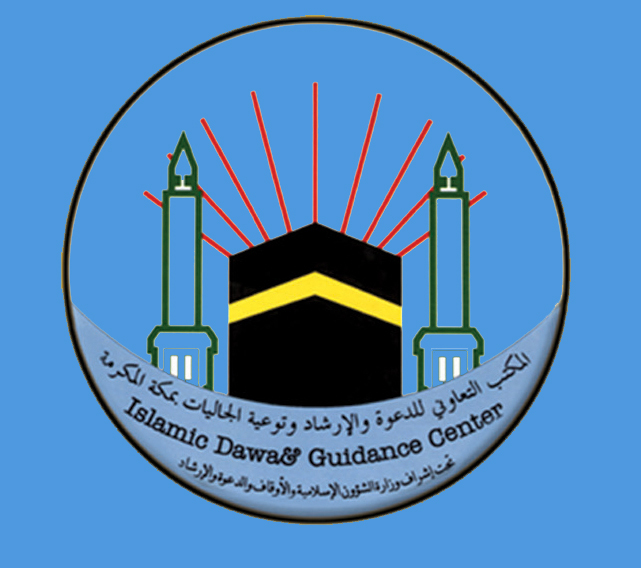 المكتب التعاوني للدعوة والإرشاد وتوعية الجاليات بمكة المكرمة
Islamic Dawa& Guidance Center
تحت إشراف وزارة الشؤون الإسلامية والأوقاف والدعوة والإرشاد